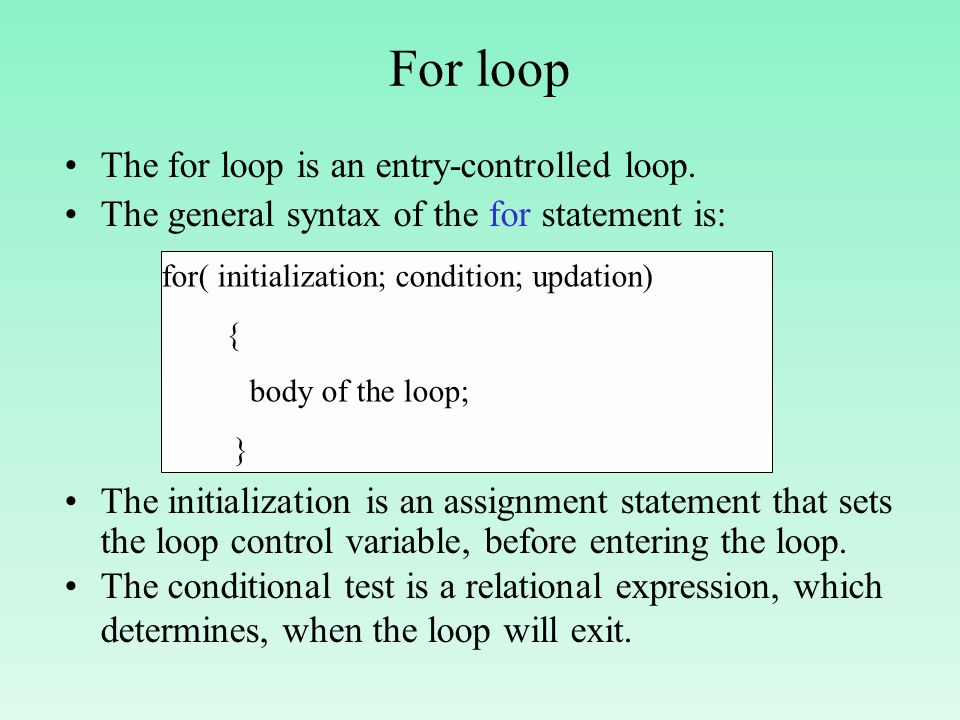 For loop
• The for loop is an entry-controlled loop.
• The general syntax of the for statement is:
for( initialization; condition; updation)
{
body of the loop;
}
• The initialization is an assignment statement that sets
the loop control variable, before entering the loop.
• The conditional test is a relational expression, which
determines, when the loop will exit.